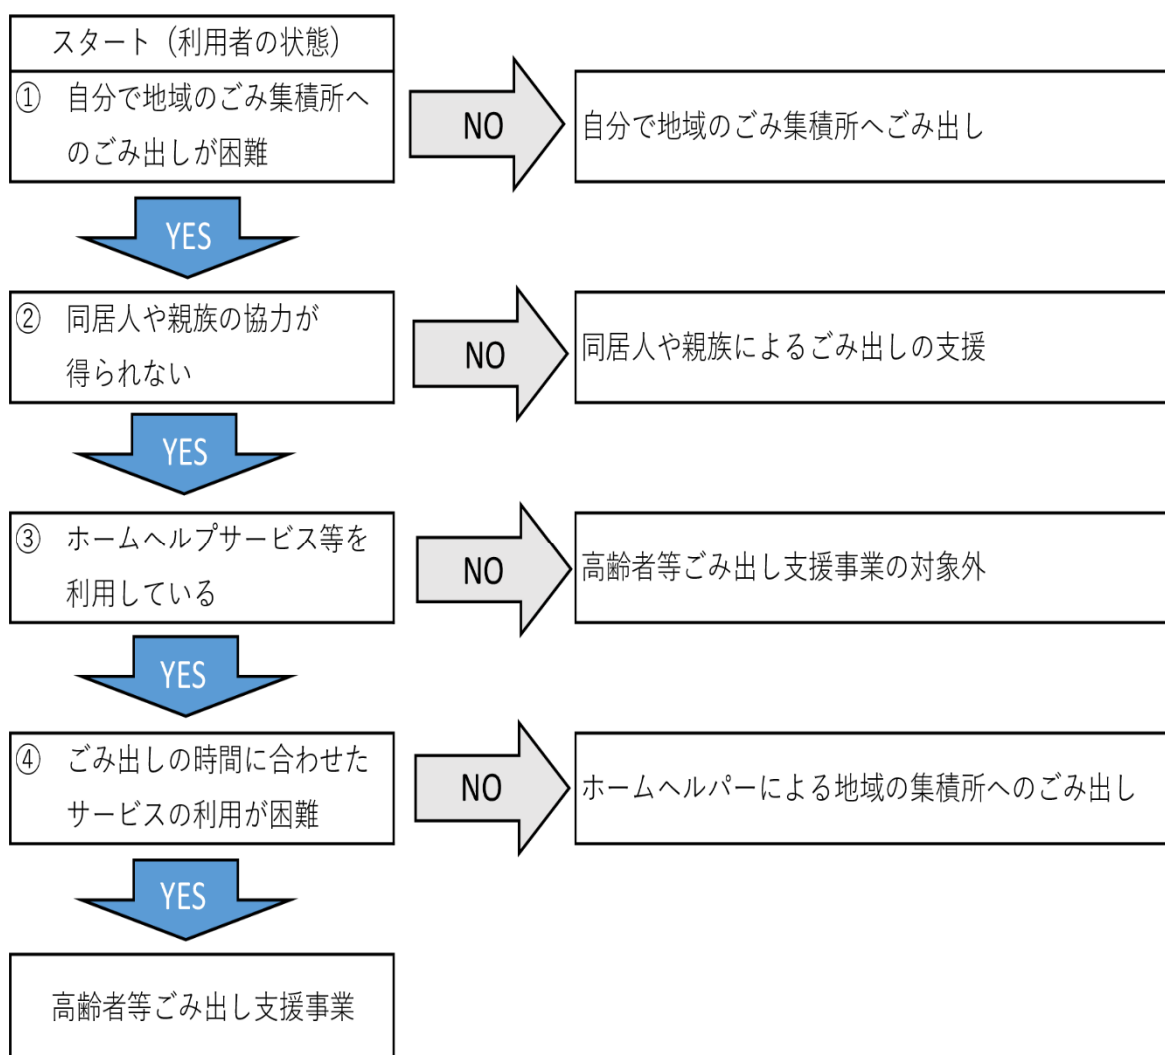 スタート（利用者の状態）
① 自分で地域のごみ集積所へ
のごみ出しが困難
NO
自分で地域のごみ集積所へごみ出し
YES
② 同居人や親族の協力が
得られない
NO
同居人や親族によるごみ出しの支援
YES
③ ホームヘルプサービス等を
利用している
NO
高齢者等ごみ出し支援事業の対象外
YES
④ ごみ出しの時間に合わせた
サービスの利用が困難
NO
ホームヘルパーによる地域の集積所へのごみ出し
YES
高齢者等ごみ出し支援事業